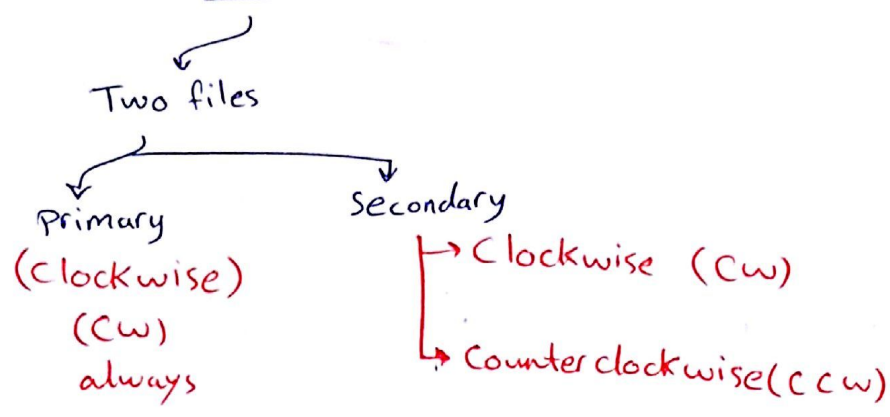 Two files
Primary
(Clockwise)
(CW)
always
Secondary
Clockwise (CW)
Counterclockwise (CCW)